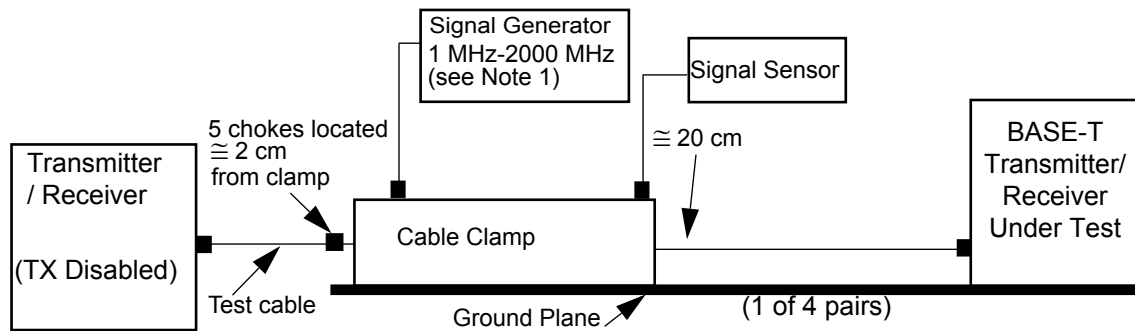 Signal Generator
1 MHz-2000 MHz
(see Note 1)
Signal Sensor
5 chokes located
≅ 2 cm
from clamp
≅ 20 cm
BASE-T
Transmitter/
Receiver
Under Test
Transmitter
/ Receiver
(TX Disabled)
Cable Clamp
Test cable
Ground Plane
(1 of 4 pairs)